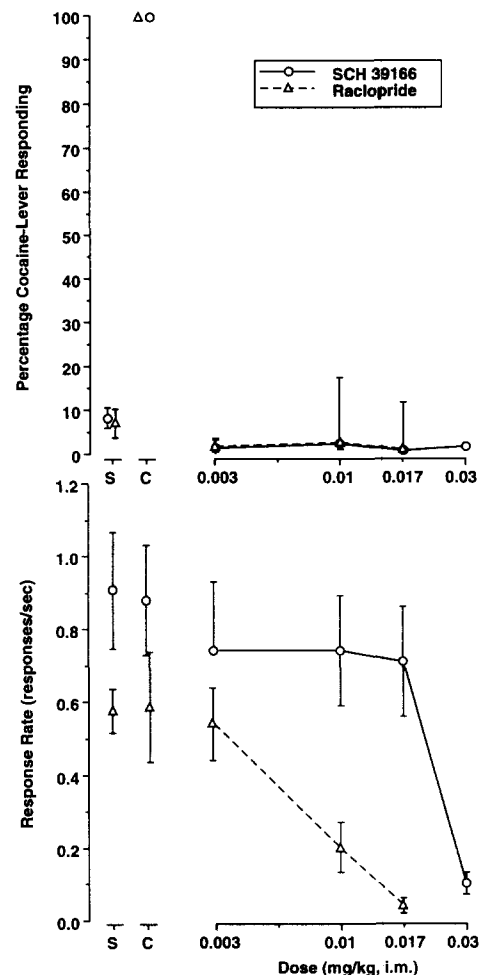 Percentage Cocaine-Lever Responding
100
90
80
70
60
50
40
30
20
10
0
SCH 39166
Raclopride
S
C
0.003
0.01
0.017
0.03
Response Rate (responses/sec)
1.2
1.0
0.8
0.6
0.4
0.2
0.0
S
C
0.003
0.01
0.017
0.03
Dose (mg/kg, i.m.)